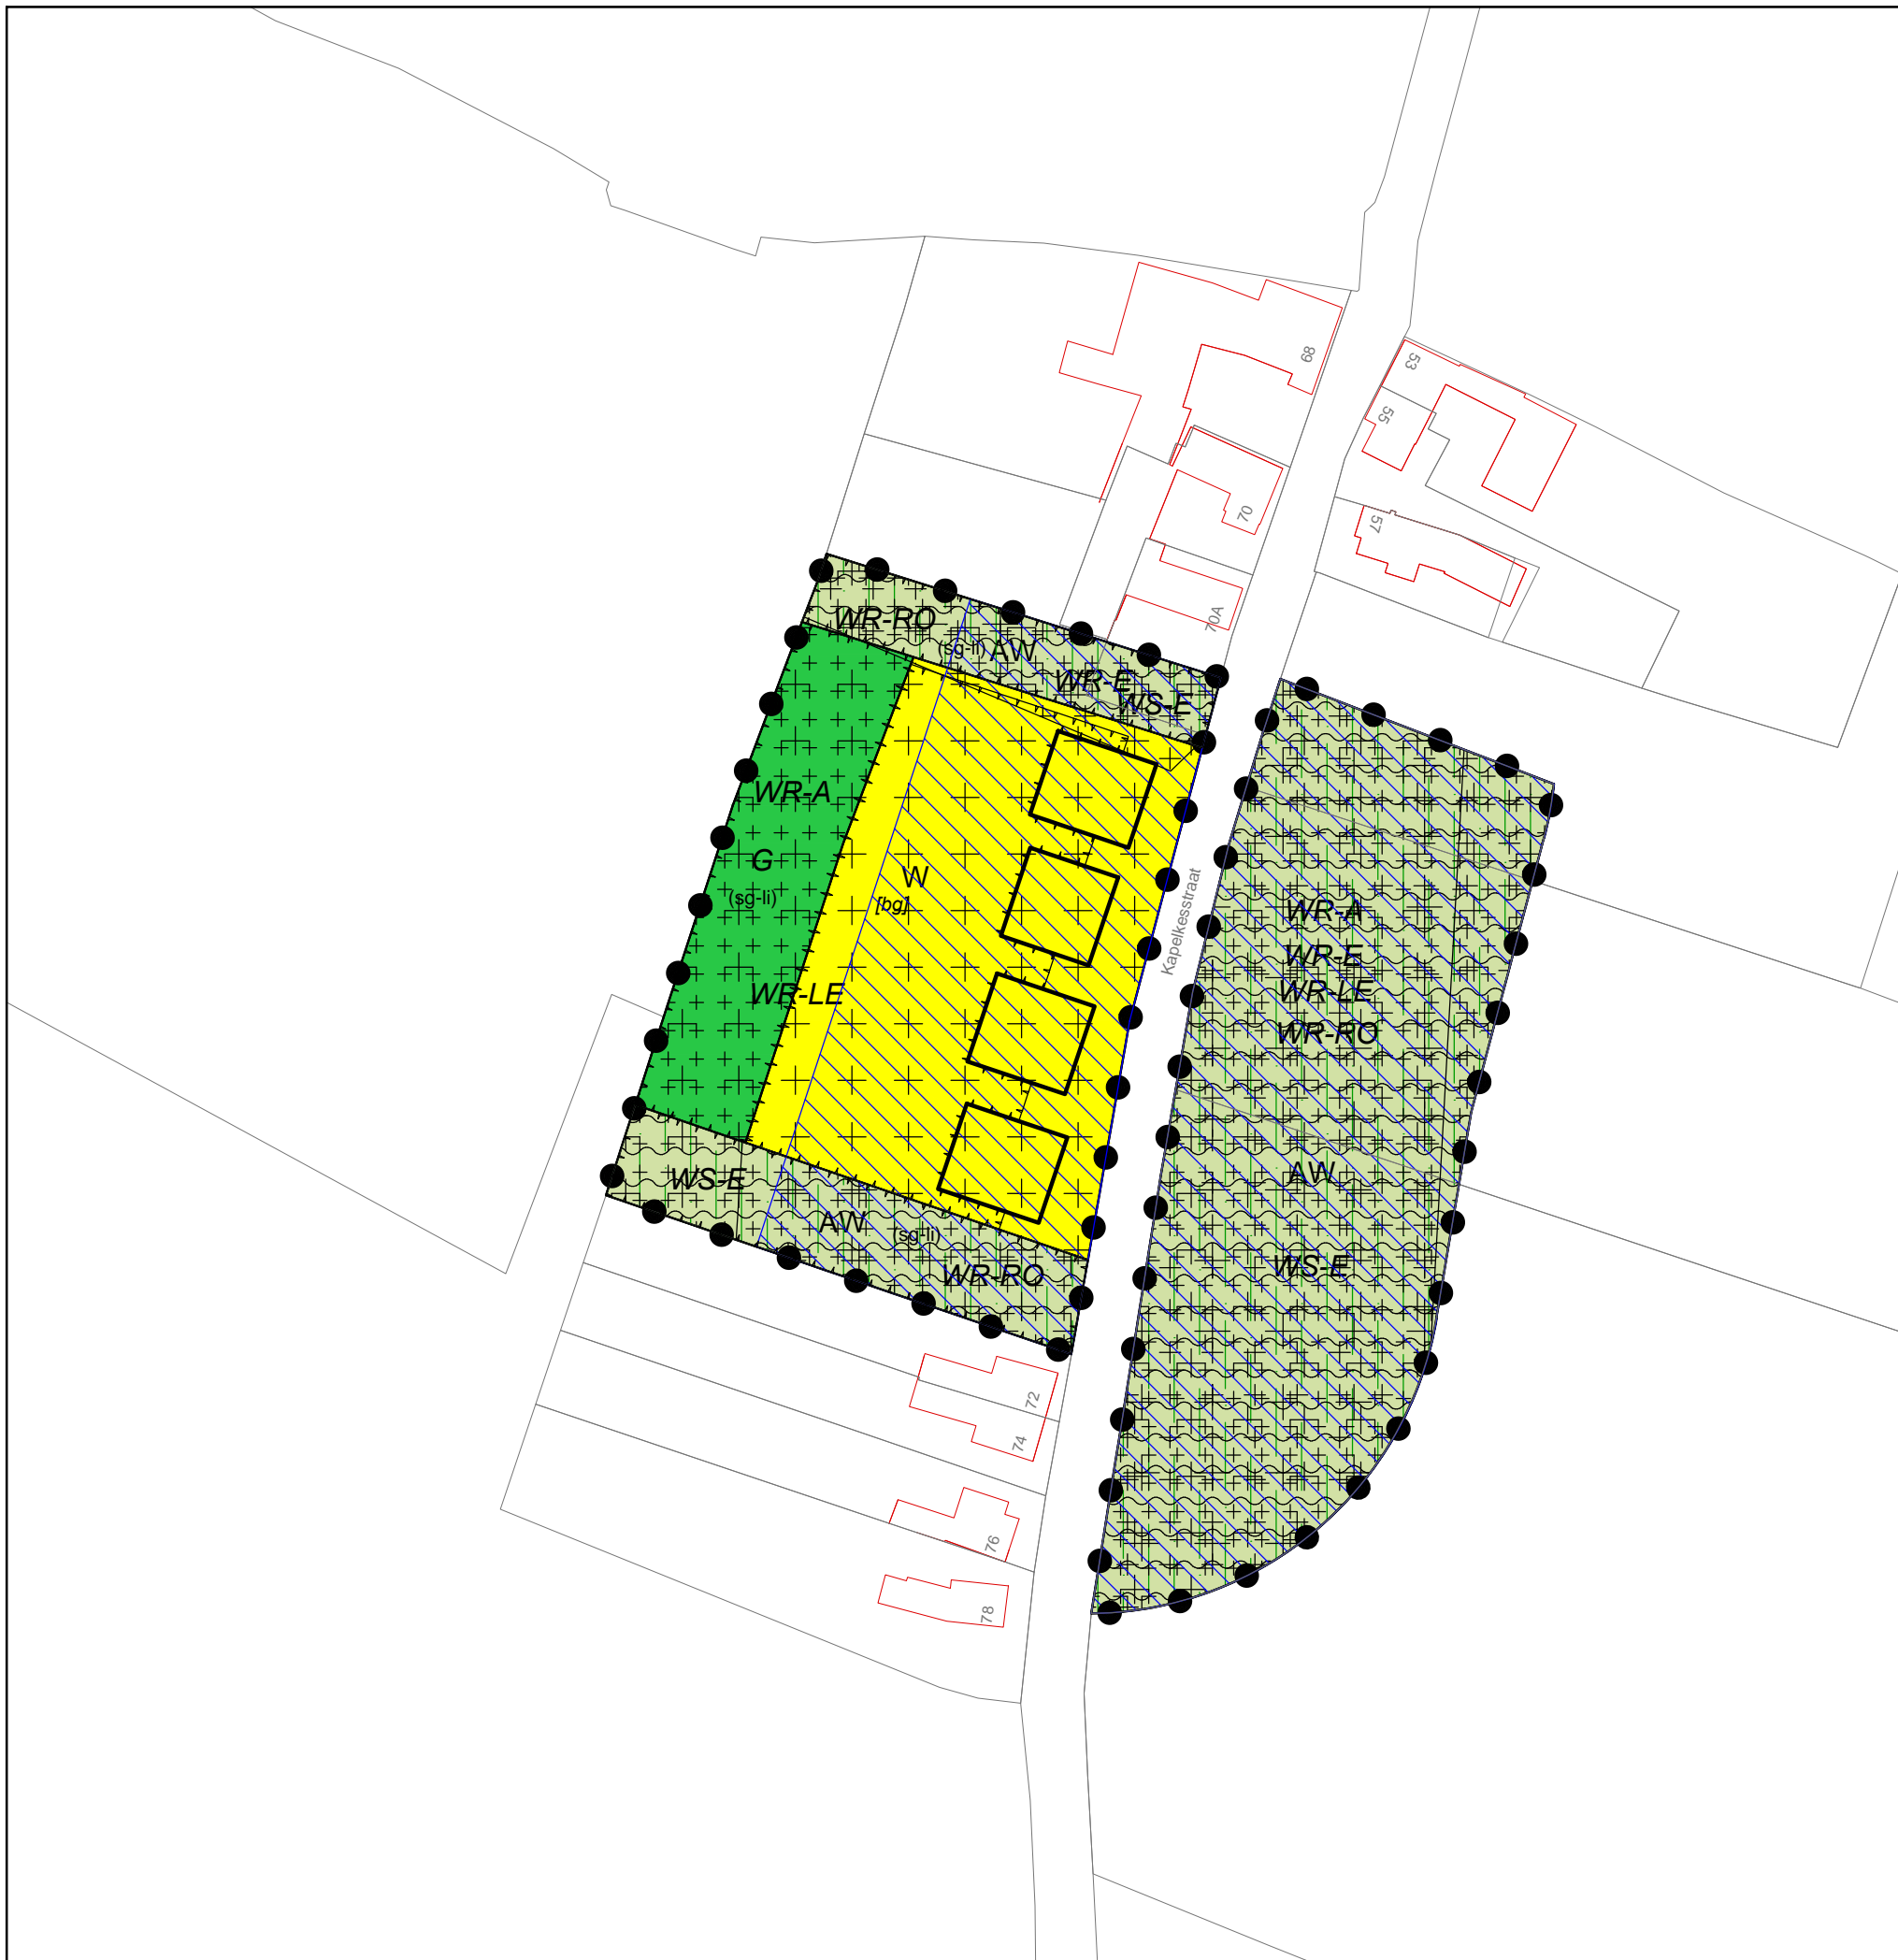 89
53
55
70
57
70A
WR-RO
(sg-li) AW
WR-E
WS-E
WR-A
G
(sg-li)
W
[bg]
Kapelkesstraat
WR-LE
WR-A
WR-E
WR-LE
WR-RO
AW
WS-E
WS-E
AW
(sg-li)
WR-RO
72
74
76
78